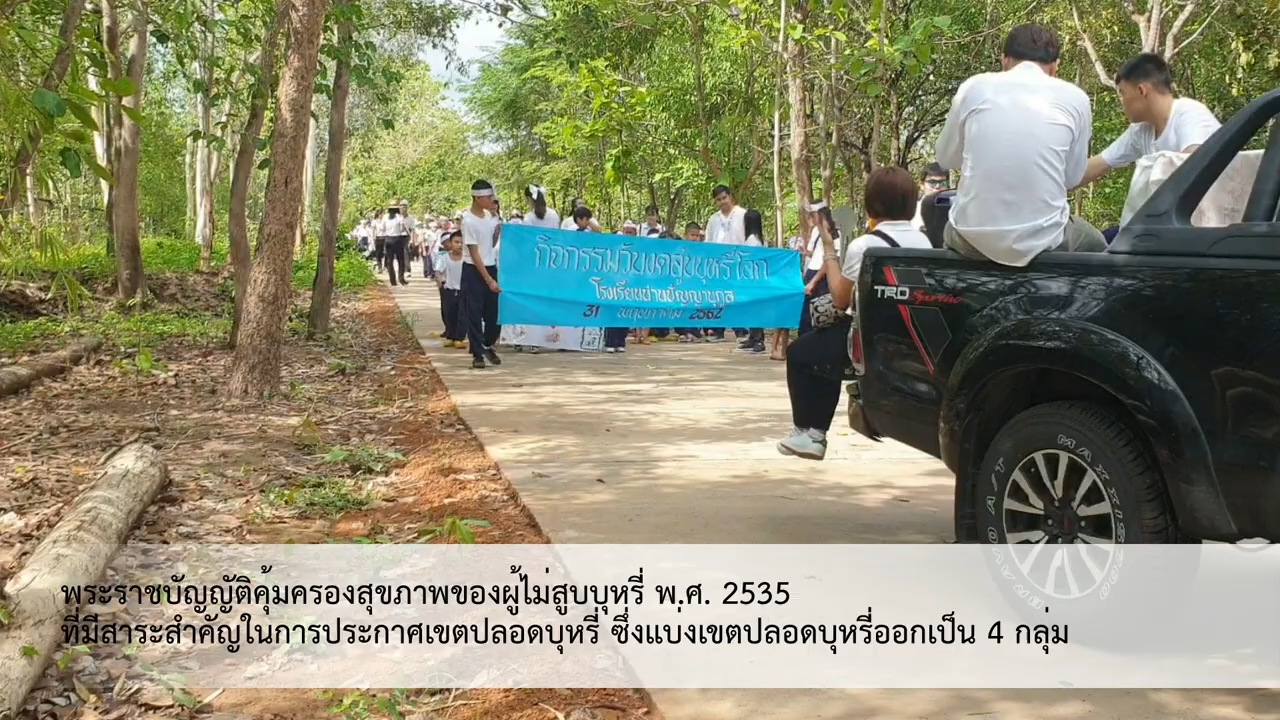 กิจกรรมวันงดสูบบุหรี่โลก
โรงเรียนน่านปัญญานุกูล
31 พฤษภาคม 2562
TRD Sportivo
MAXXIS
BRAVO A/T
พระราชบัญญัติคุ้มครองสุขภาพของผู้ไม่สูบบุหรี่ พ.ศ. 2535
ที่มีสาระสำคัญในการประกาศเขตปลอดบุหรี่ ซึ่งแบ่งเขตปลอดบุหรี่ออกเป็น 4 กลุ่ม